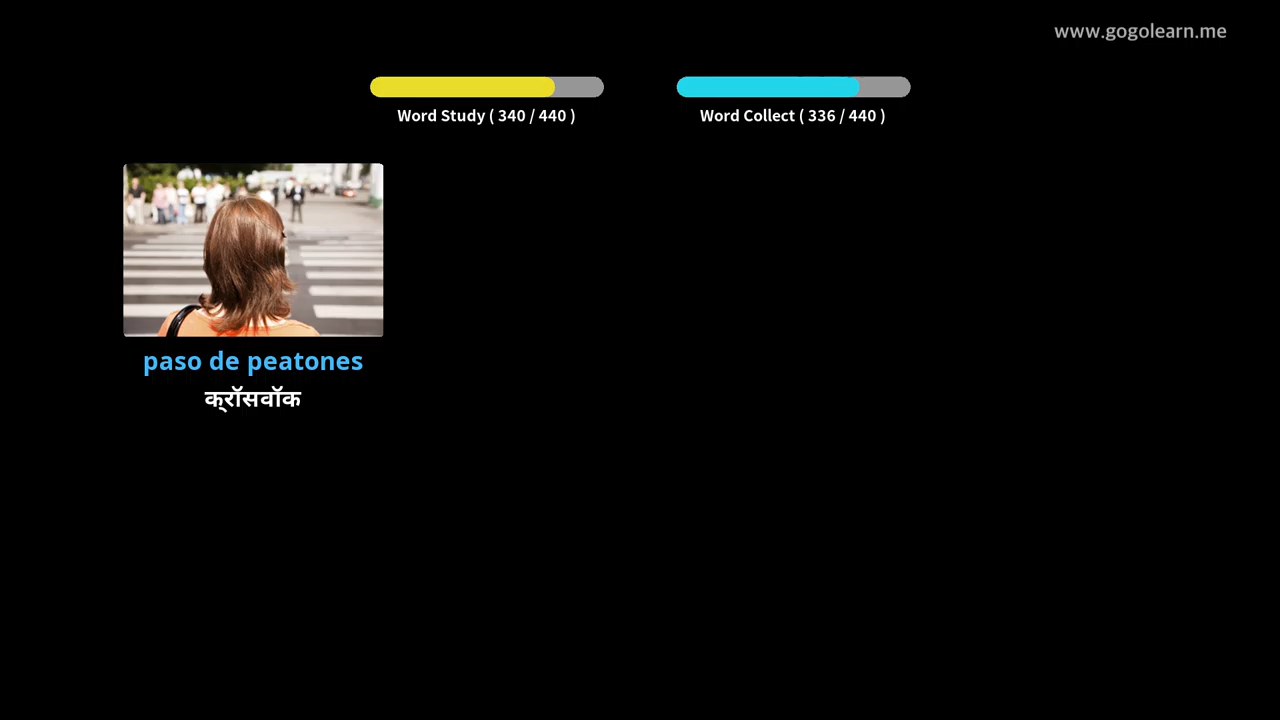 www.gogolearn.me
Word Study ( 340 / 440 )
Word Collect ( 336 / 440 )
paso de peatones
क्रॉसवॉक